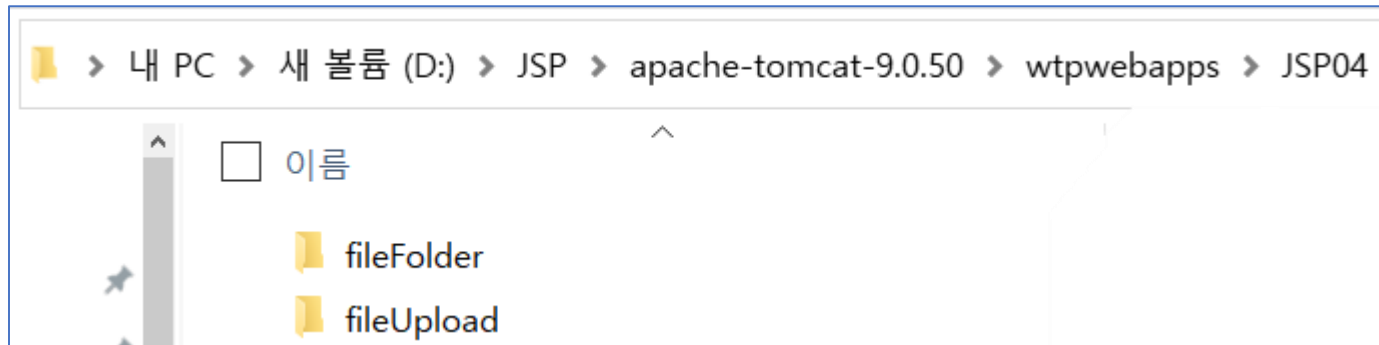 > 내 PC > 새 볼륨 (D:) > JSP > apache-tomcat-9.0.50 > wtpwebapps > JSP04
이름
fileFolder
fileUpload